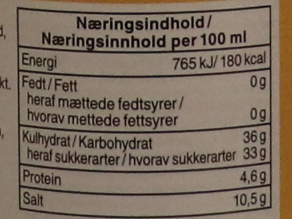 Næringsindhold/
Næringsinnhold per 100 ml
Energi 765 kJ/180 kcal
Fedt/Fett 0 g
heraf mættede fedtsyrer/
hvorav mettede fettsyrer 0 g
Kulhydrat/Karbohydrat 36 g
heraf sukkerarter/hvorav sukkerarter 33 g
Protein 4,6 g
Salt 10,5 g
kt.